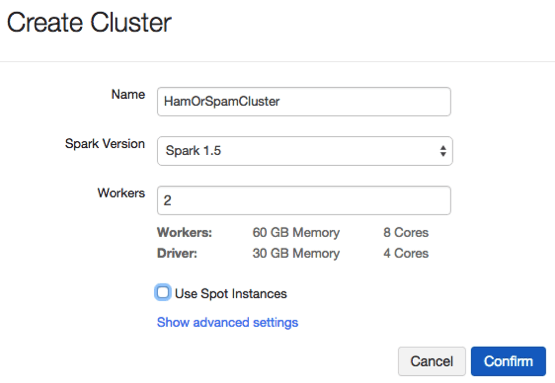 Create Cluster
Name HamOrSpamCluster
Spark Version Spark 1.5
Workers 2
Workers: 60 GB Memory 8 Cores
Driver: 30 GB Memory 4 Cores
Use Spot Instances
Show advanced settings
Cancel Confirm